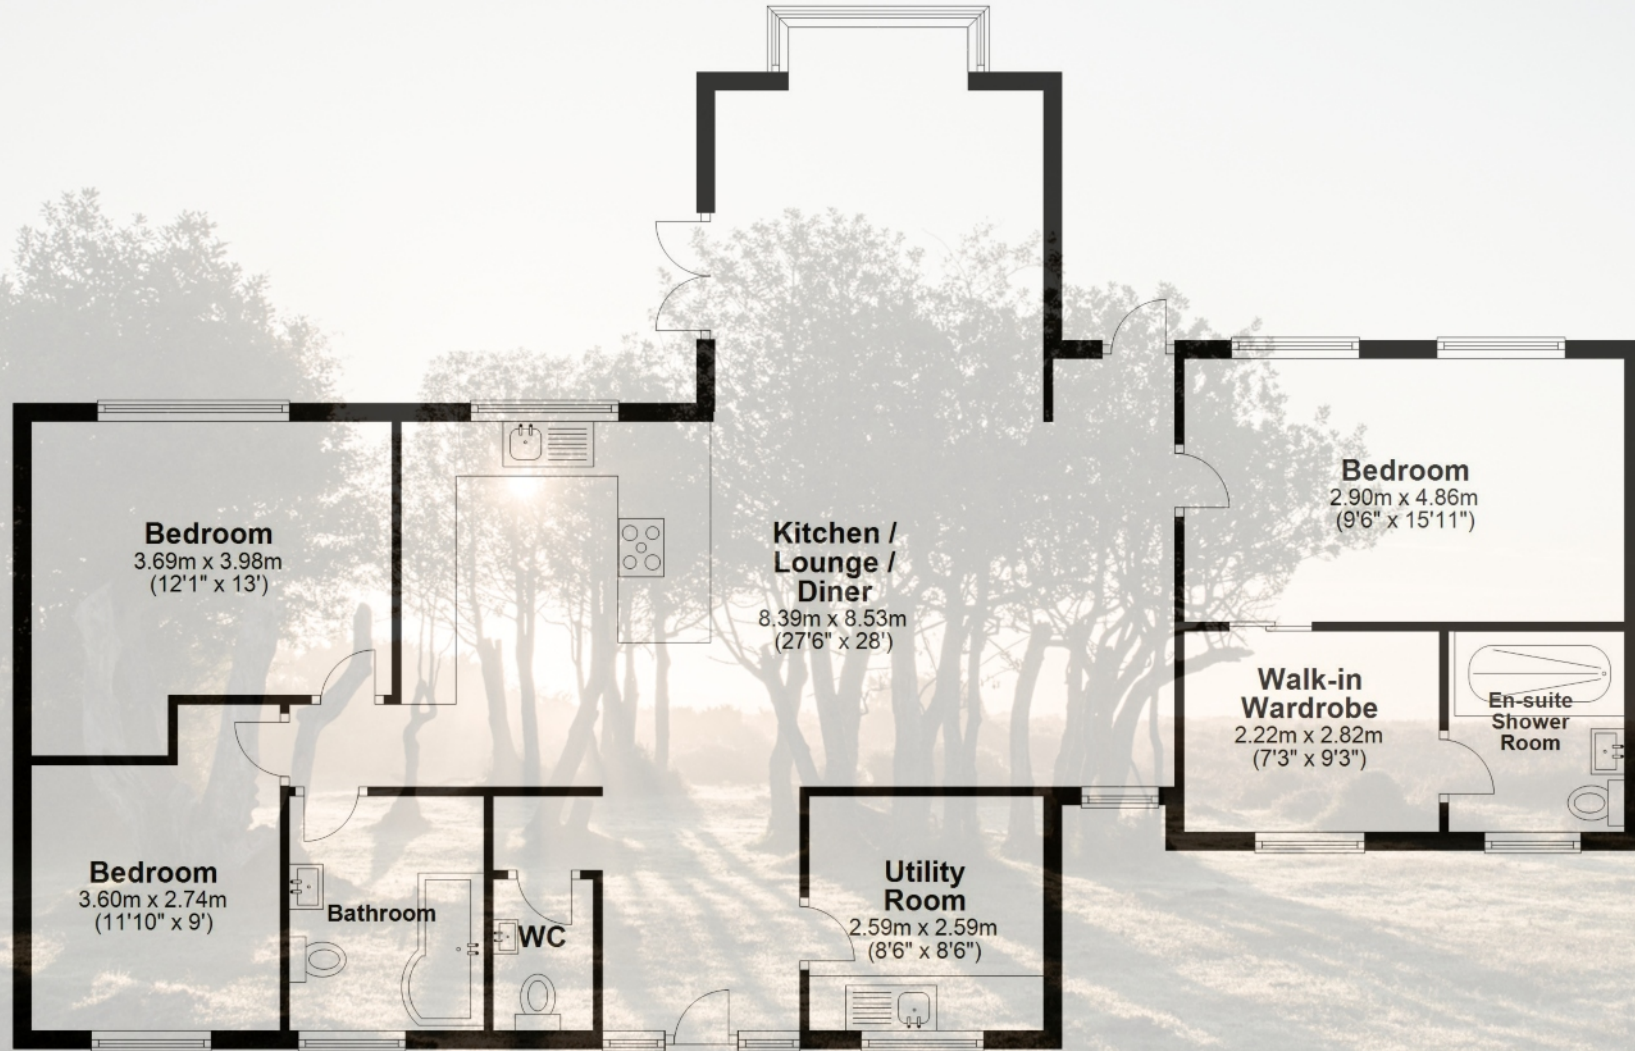 Bedroom
3.69m x 3.98m
(12'1" x 13')
Kitchen /
Lounge /
Diner
8.39m x 8.53m
(27'6" x 28')
Bedroom
2.90m x 4.86m
(9'6" x 15'11")
Walk-in
Wardrobe
2.22m x 2.82m
(7'3" x 9'3")
En-suite
Shower
Room
Bedroom
3.60m x 2.74m
(11'10" x 9')
Bathroom
WC
Utility
Room
2.59m x 2.59m
(8'6" x 8'6")